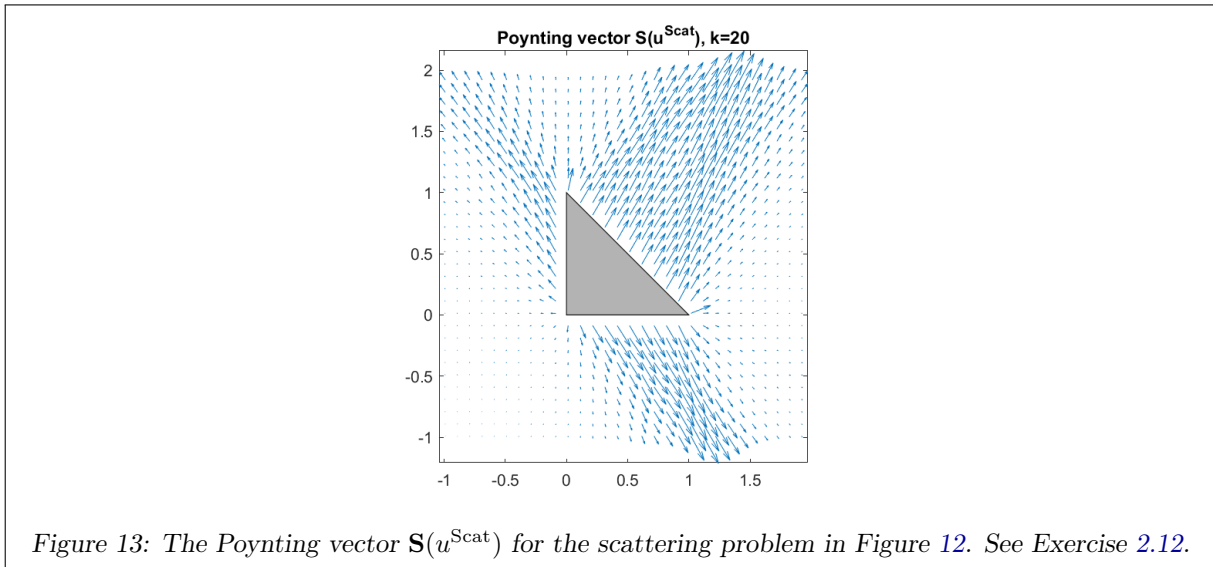 Poynting vector S(u^Scat), k=20
2
1.5
1
0.5
0
-0.5
-1
-1 -0.5 0 0.5 1 1.5
Figure 13: The Poynting vector S(u^Scat) for the scattering problem in Figure 12. See Exercise 2.12.